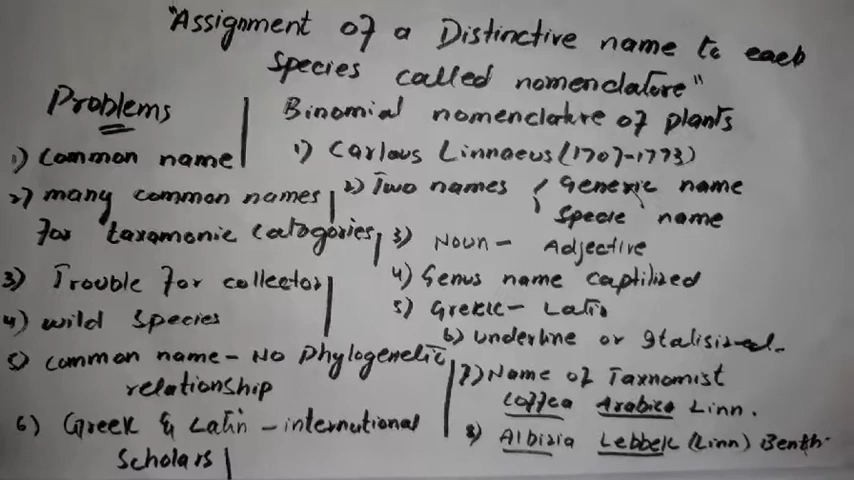 "Assignment of a Distinctive name to each
Species called nomenclature"
Problems
1) Common name
2) many common names
for taxamonic catogories
3) Trouble for collector
4) wild species
5) common name - No phylogenetic
relationship
6) Greek & Latin - international
Scholars
Binomial nomenclature of plants
1) Carlous Linnaeus (1707-1773)
2) Two names { Generic name
Specie name
3) Noun - Adjective
4) Genus name captilized
5) Grekic - Latin
6) underline or Italisized.
7) Name of Taxnomist
Coffea Arabica Linn.
8) Albizia Lebbek (Linn) Benth.